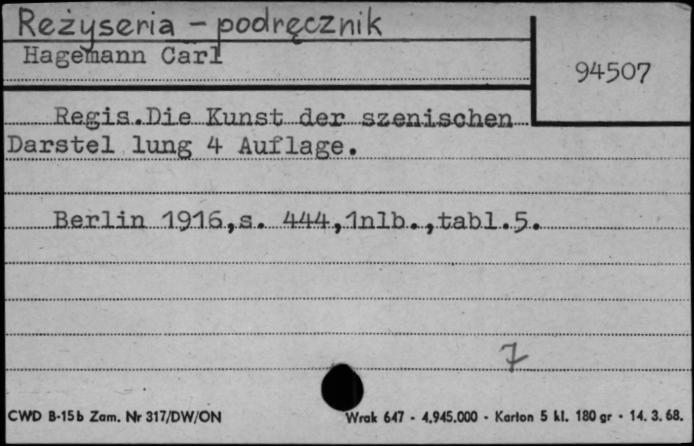 Reżyseria - podręcznik
Hagemann Carl
94507
Regis.Die Kunst der szenischen
Darstel lung 4 Auflage.
Berlin 1916,s. 444,1nlb.,tabl.5.
7
CWD B-15b Zam. Nr 317/DW/ON
Wrak 647 - 4.945.000 - Karton 5 kl. 180 gr - 14. 3. 68.